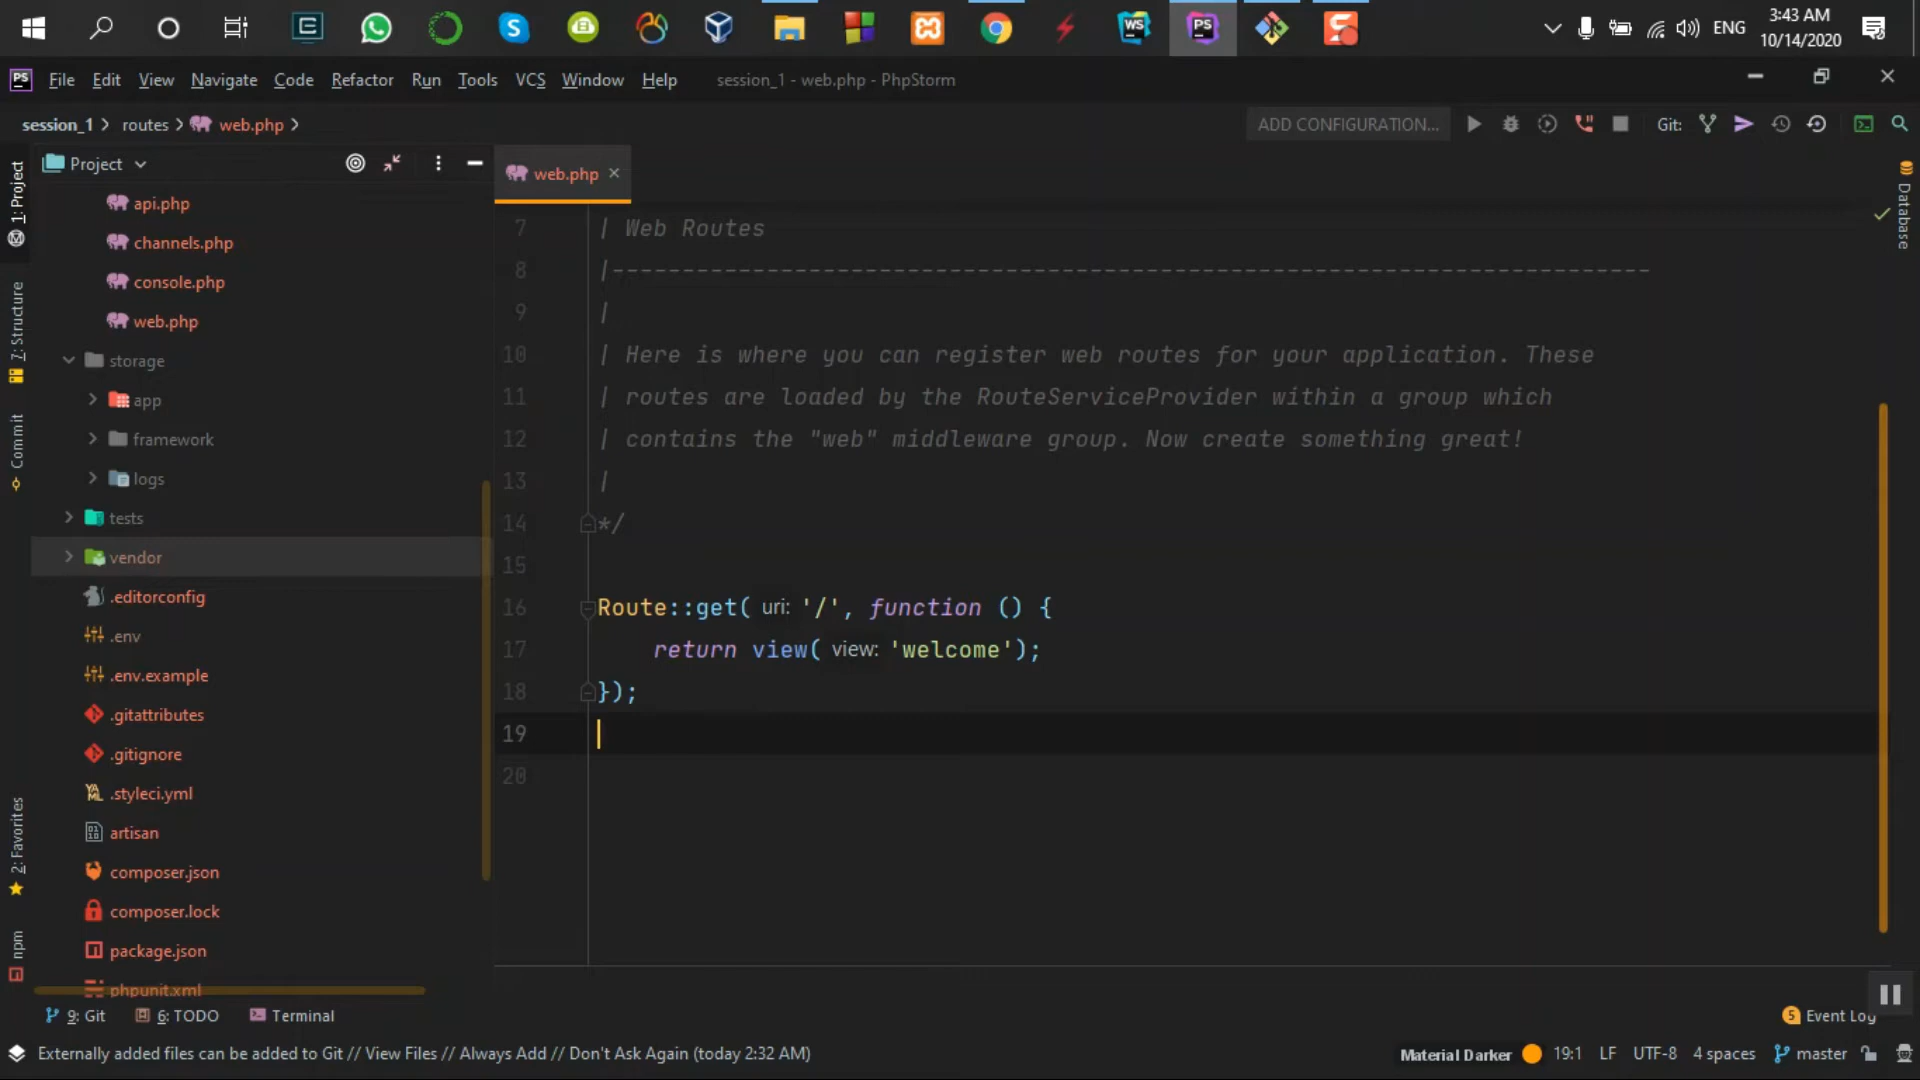 ENG
3:43 AM
10/14/2020
PS File Edit View Navigate Code Refactor Run Tools VCS Window Help session_1 - web.php - PhpStorm
session_1 routes web.php
ADD CONFIGURATION... Git:
Project
web.php
1: Project
7: Structure
Commit
2: Favorites
npm
Database
api.php
channels.php
console.php
web.php
storage
app
framework
logs
tests
vendor
.editorconfig
.env
.env.example
.gitattributes
.gitignore
.styleci.yml
artisan
composer.json
composer.lock
package.json
phpunit.xml
7 | Web Routes
8 |--------------------------------------------------------------------------
9 |
10 | Here is where you can register web routes for your application. These
11 | routes are loaded by the RouteServiceProvider within a group which
12 | contains the "web" middleware group. Now create something great!
13 |
14 */
15
16 Route::get( uri: '/', function () {
17 return view( view: 'welcome');
18 });
19
20
9: Git 6: TODO Terminal
5 Event Log
Externally added files can be added to Git // View Files // Always Add // Don't Ask Again (today 2:32 AM)
Material Darker 19:1 LF UTF-8 4 spaces master